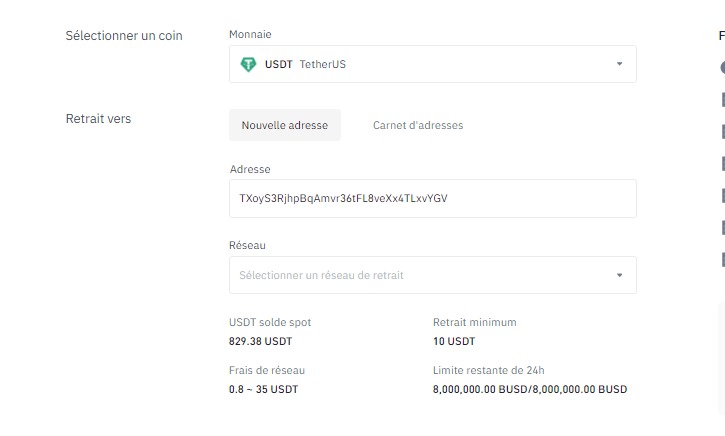 Sélectionner un coin
Monnaie
USDT TetherUS
Retrait vers
Nouvelle adresse
Carnet d'adresses
Adresse
TXoyS3RjhpBqAmvr36tFL8veXx4TLxvYGV
Réseau
Sélectionner un réseau de retrait
USDT solde spot
Retrait minimum
829.38 USDT
10 USDT
Frais de réseau
Limite restante de 24h
0.8 ~ 35 USDT
8,000,000.00 BUSD/8,000,000.00 BUSD